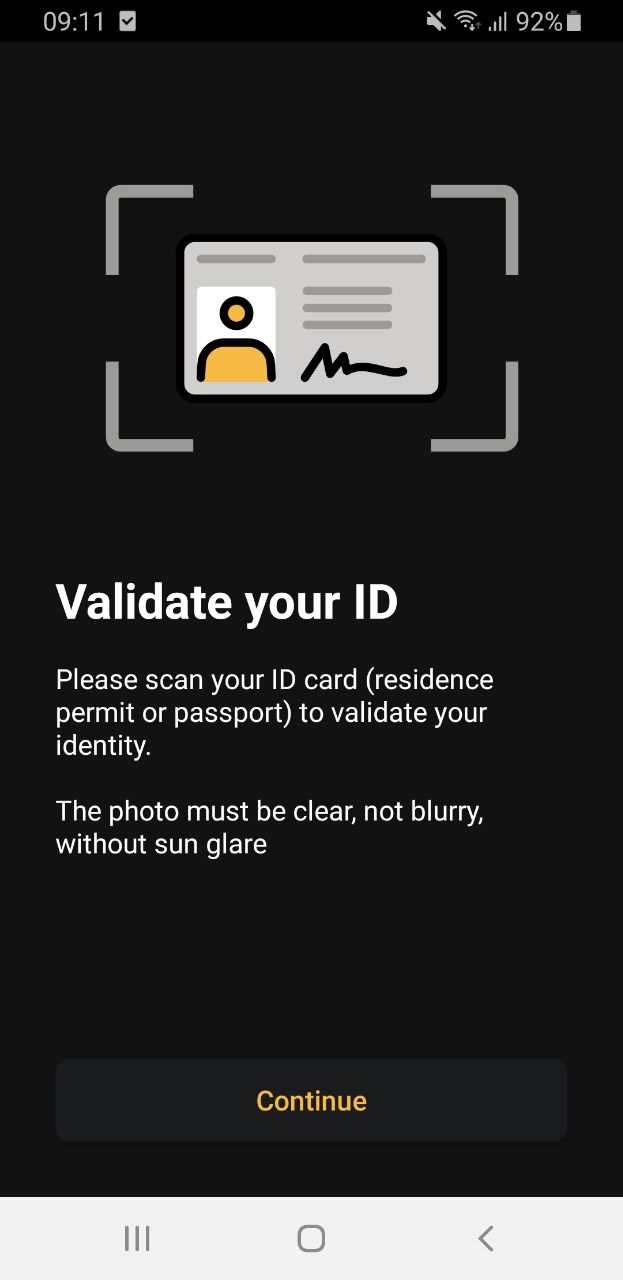 09:11
92%
Validate your ID
Please scan your ID card (residence
permit or passport) to validate your
identity.
The photo must be clear, not blurry,
without sun glare
Continue